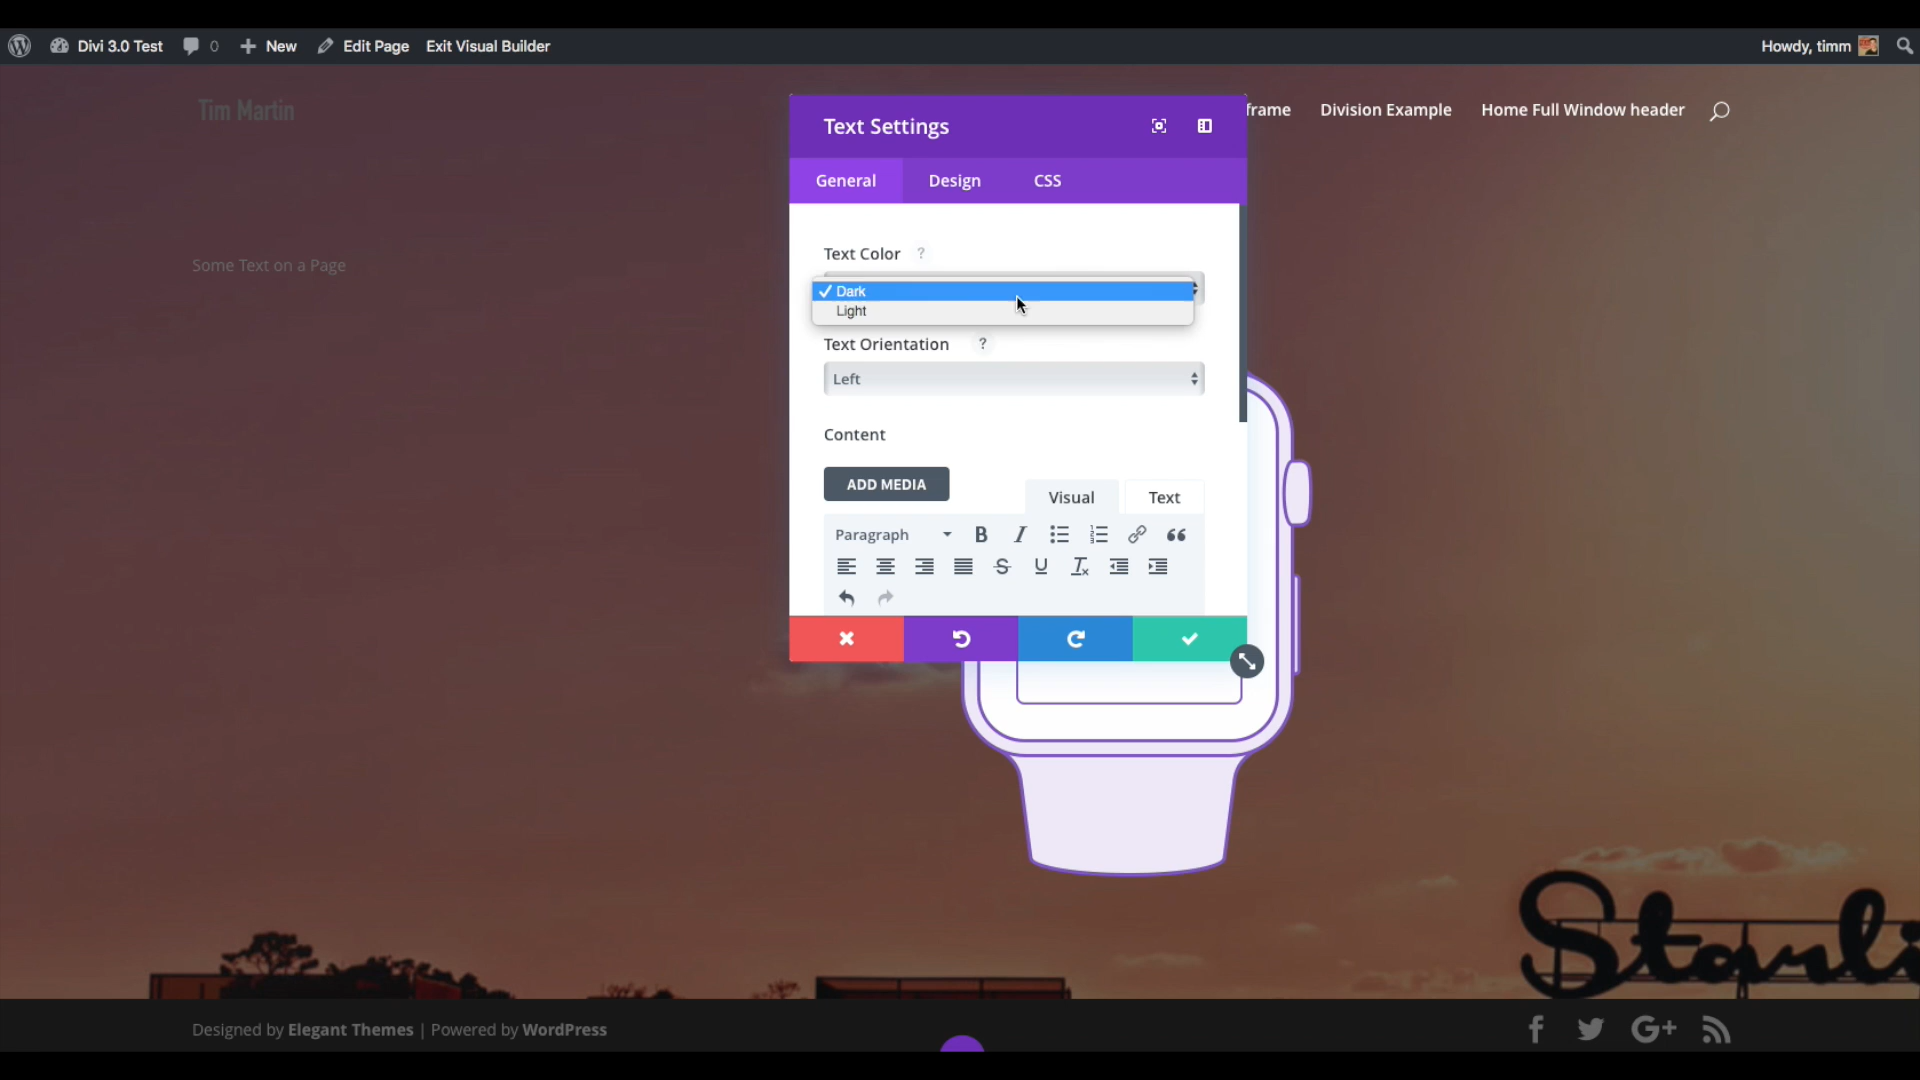 Divi 3.0 Test 0 New Edit Page Exit Visual Builder Howdy, timm
Tim Martin
frame Division Example Home Full Window header
Text Settings
General Design CSS
Some Text on a Page
Text Color ?
✓ Dark
Light
Text Orientation ?
Left
Content
ADD MEDIA
Visual Text
Paragraph
Designed by Elegant Themes | Powered by WordPress